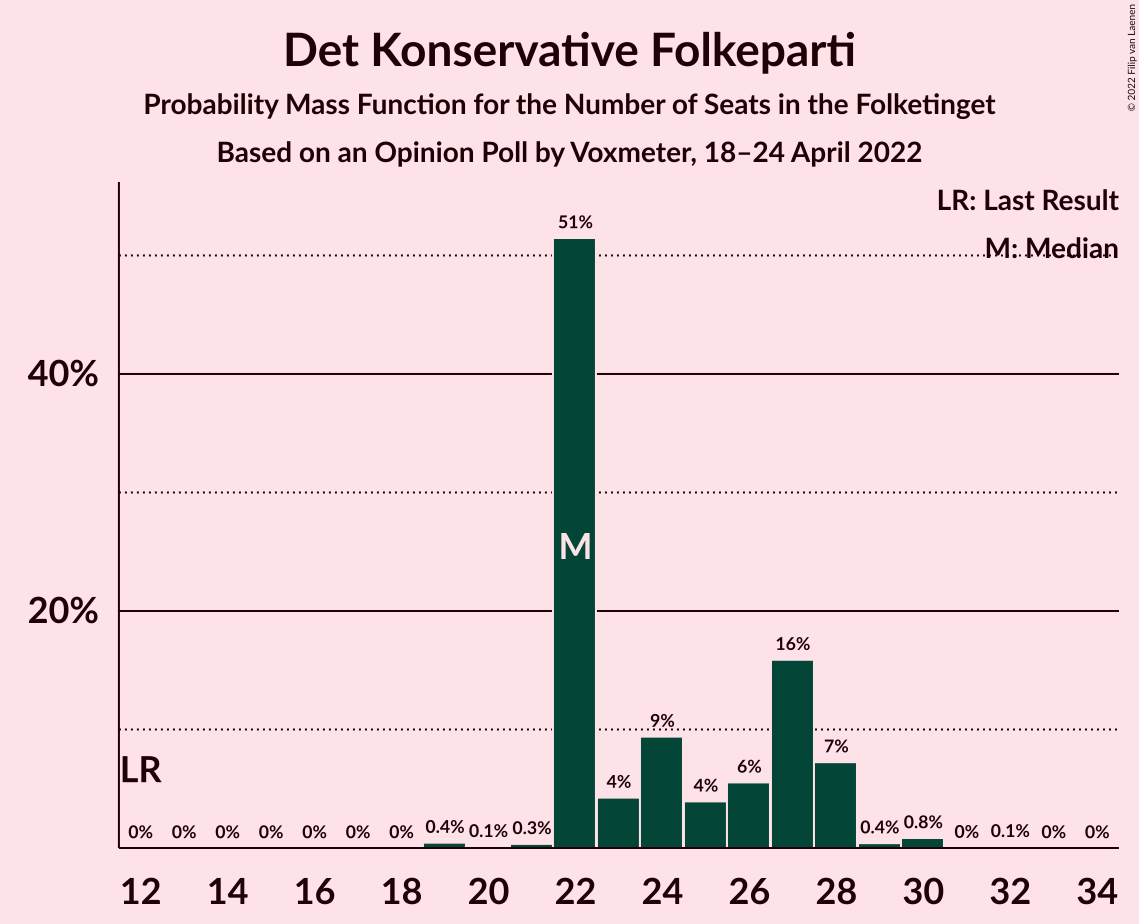 Det Konservative Folkeparti
Probability Mass Function for the Number of Seats in the Folketinget
Based on an Opinion Poll by Voxmeter, 18–24 April 2022
© 2022 Filip van Laenen
LR: Last Result
M: Median
51%
40%
M
20%
16%
9%
7%
6%
4%
4%
LR
0%
0%
0%
0%
0%
0%
0%
0.4%
0.1%
0.3%
0.4%
0.8%
0%
0.1%
0%
0%
12 14 16 18 20 22 24 26 28 30 32 34